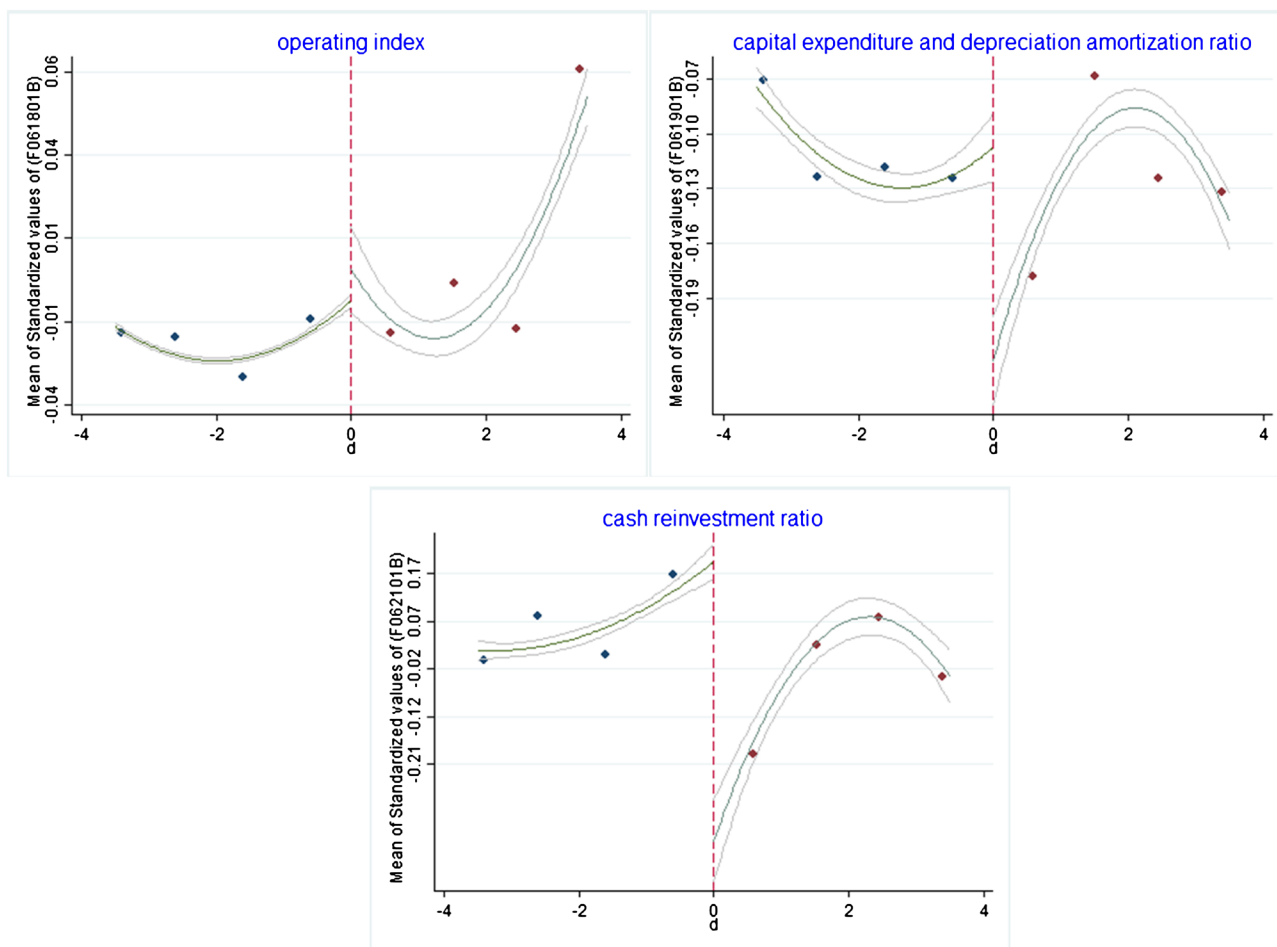 operating index
Mean of Standardized values of (F061801B)
0.06
0.04
0.01
-0.01
-0.04
-4 -2 0 2 4
d
capital expenditure and depreciation amortization ratio
Mean of Standardized values of (F061901B)
-0.07
-0.10
-0.13
-0.16
-0.19
-4 -2 0 2 4
d
cash reinvestment ratio
Mean of Standardized values of (F062101B)
0.17
0.07
-0.02
-0.12
-0.21
-4 -2 0 2 4
d